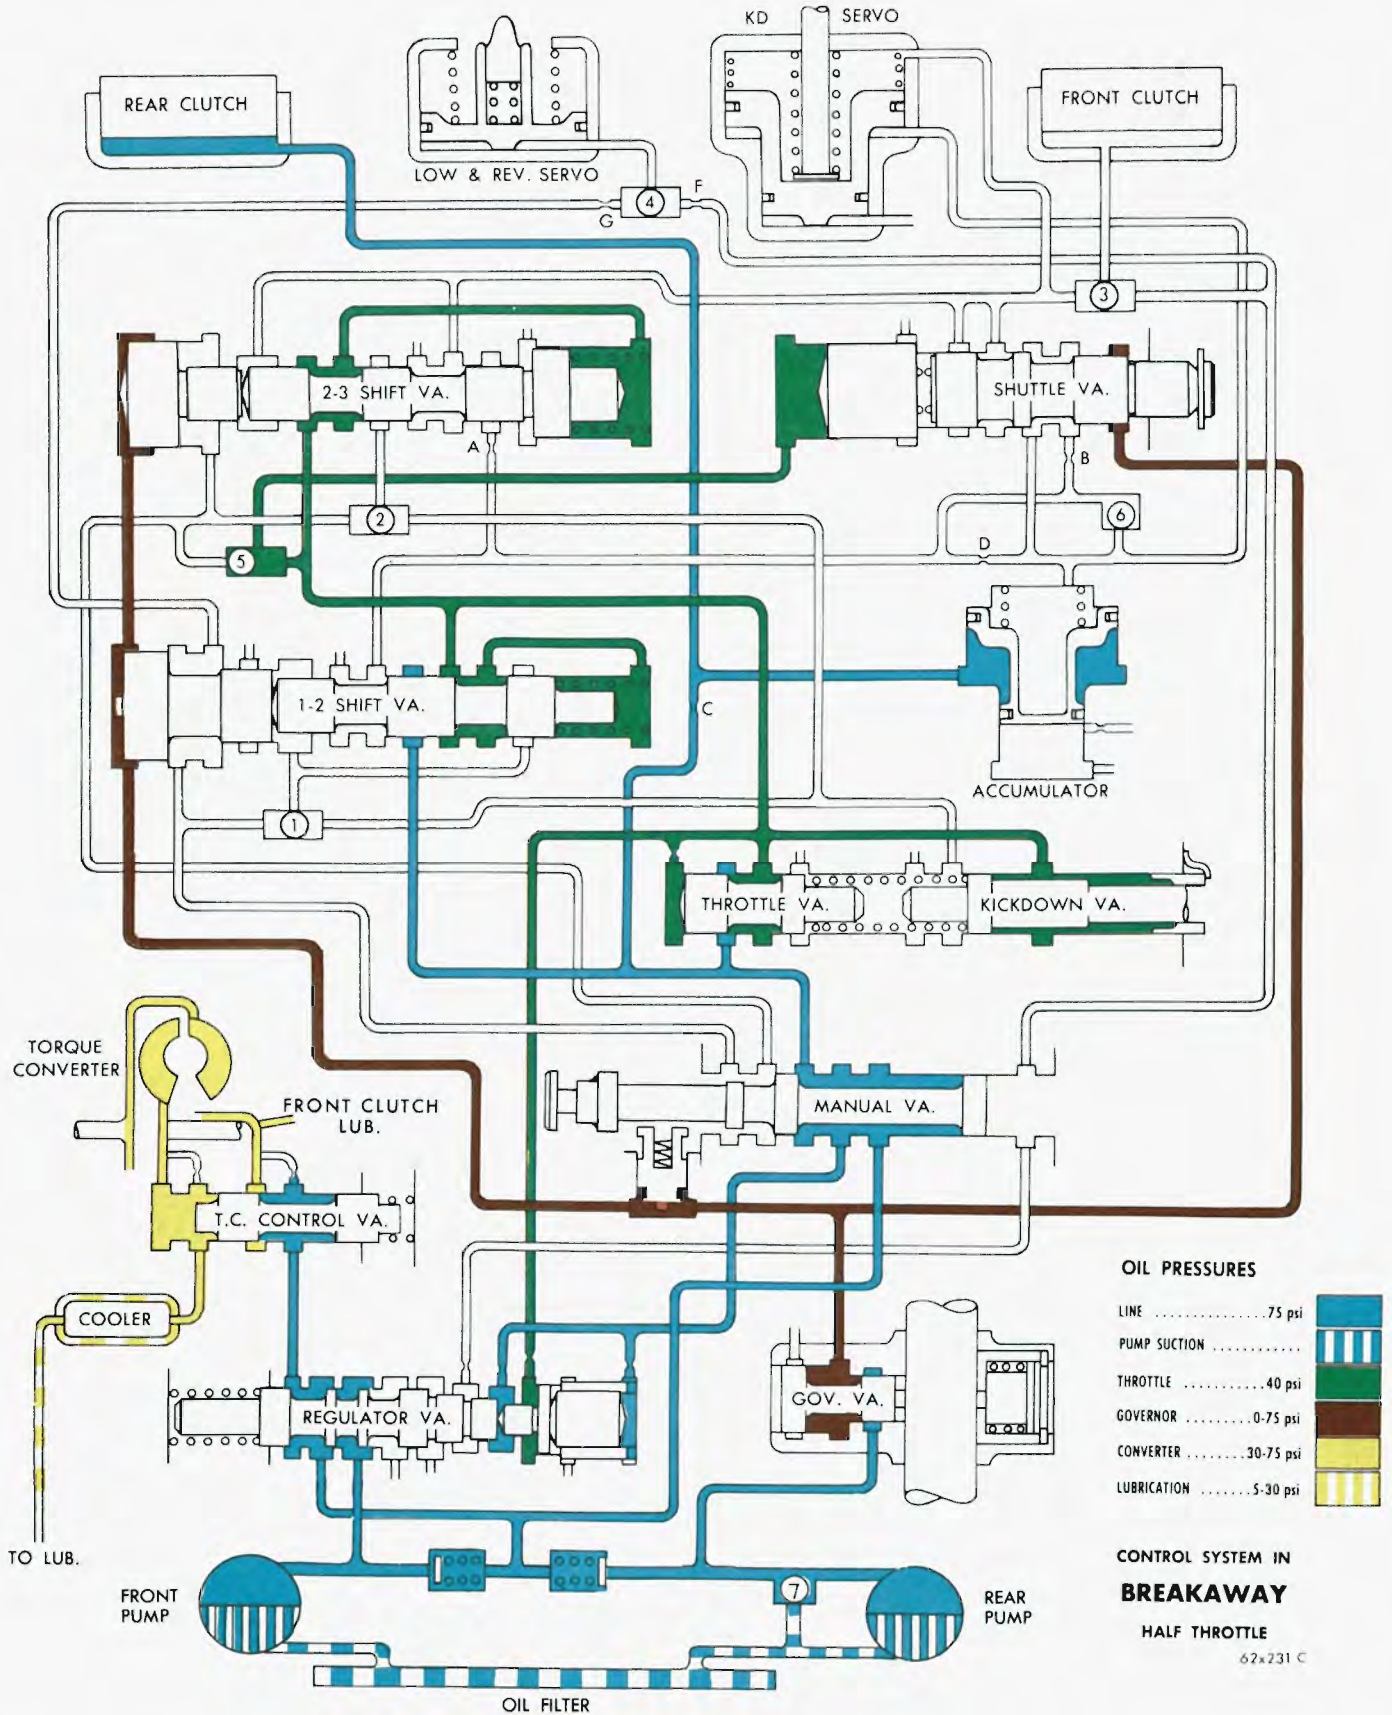 KD SERVO
REAR CLUTCH
FRONT CLUTCH
LOW & REV. SERVO
4
F
G
3
2-3 SHIFT VA.
SHUTTLE VA.
A
B
2
6
5
D
1-2 SHIFT VA.
C
ACCUMULATOR
1
THROTTLE VA.
KICKDOWN VA.
TORQUE
CONVERTER
FRONT CLUTCH
LUB.
MANUAL VA.
T.C. CONTROL VA.
COOLER
REGULATOR VA.
GOV. VA.
TO LUB.
FRONT
PUMP
7
REAR
PUMP
OIL FILTER
OIL PRESSURES
LINE ...............75 psi
PUMP SUCTION ............
THROTTLE ...........40 psi
GOVERNOR .........0-75 psi
CONVERTER ........30-75 psi
LUBRICATION .......5-30 psi
CONTROL SYSTEM IN
BREAKAWAY
HALF THROTTLE
62x231 C